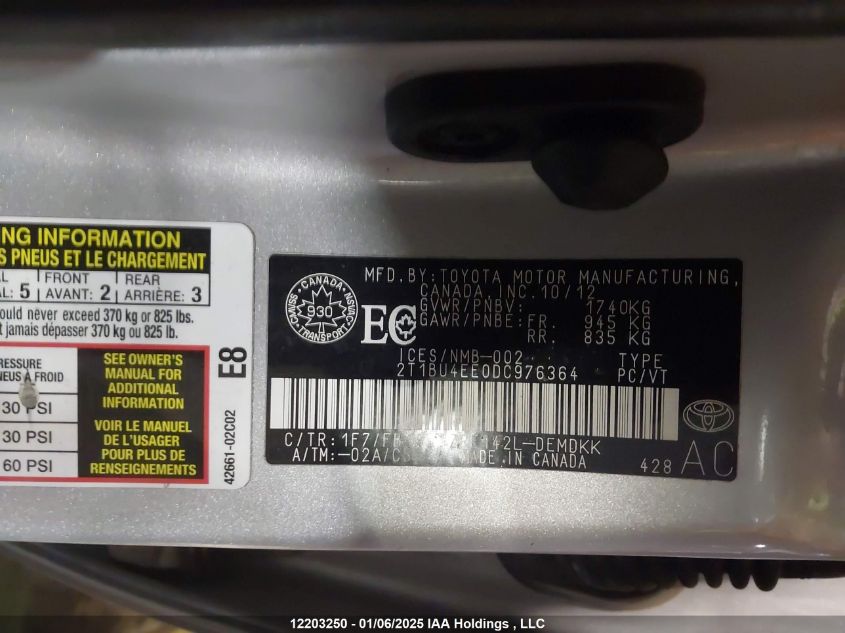 NG INFORMATION
S PNEUS ET LE CHARGEMENT
AL: 5 FRONT AVANT: 2 REAR ARRIÈRE: 3
ould never exceed 370 kg or 825 lbs.
t jamais dépasser 370 kg ou 825 lb.
RESSURE
NEUS À FROID
30 PSI
30 PSI
60 PSI
SEE OWNER'S
MANUAL FOR
ADDITIONAL
INFORMATION
VOIR LE MANUEL
DE L'USAGER
POUR PLUS DE
RENSEIGNEMENTS
E8
42661-02C02
CANADA
930
TRANSPORT
EC
MFD. BY: TOYOTA MOTOR MANUFACTURING,
CANADA INC. 10/12
GVWR/PNBV: 1740KG
GAWR/PNBE: FR. 945 KG
RR. 835 KG
ICES/NMB-002 TYPE
2T1BU4EE0DC976364 PC/VT
C/TR: 1F7/F 142L-DEMDKK
A/TM:-02A/C MADE IN CANADA
428 AC
12203250 - 01/06/2025 IAA Holdings , LLC